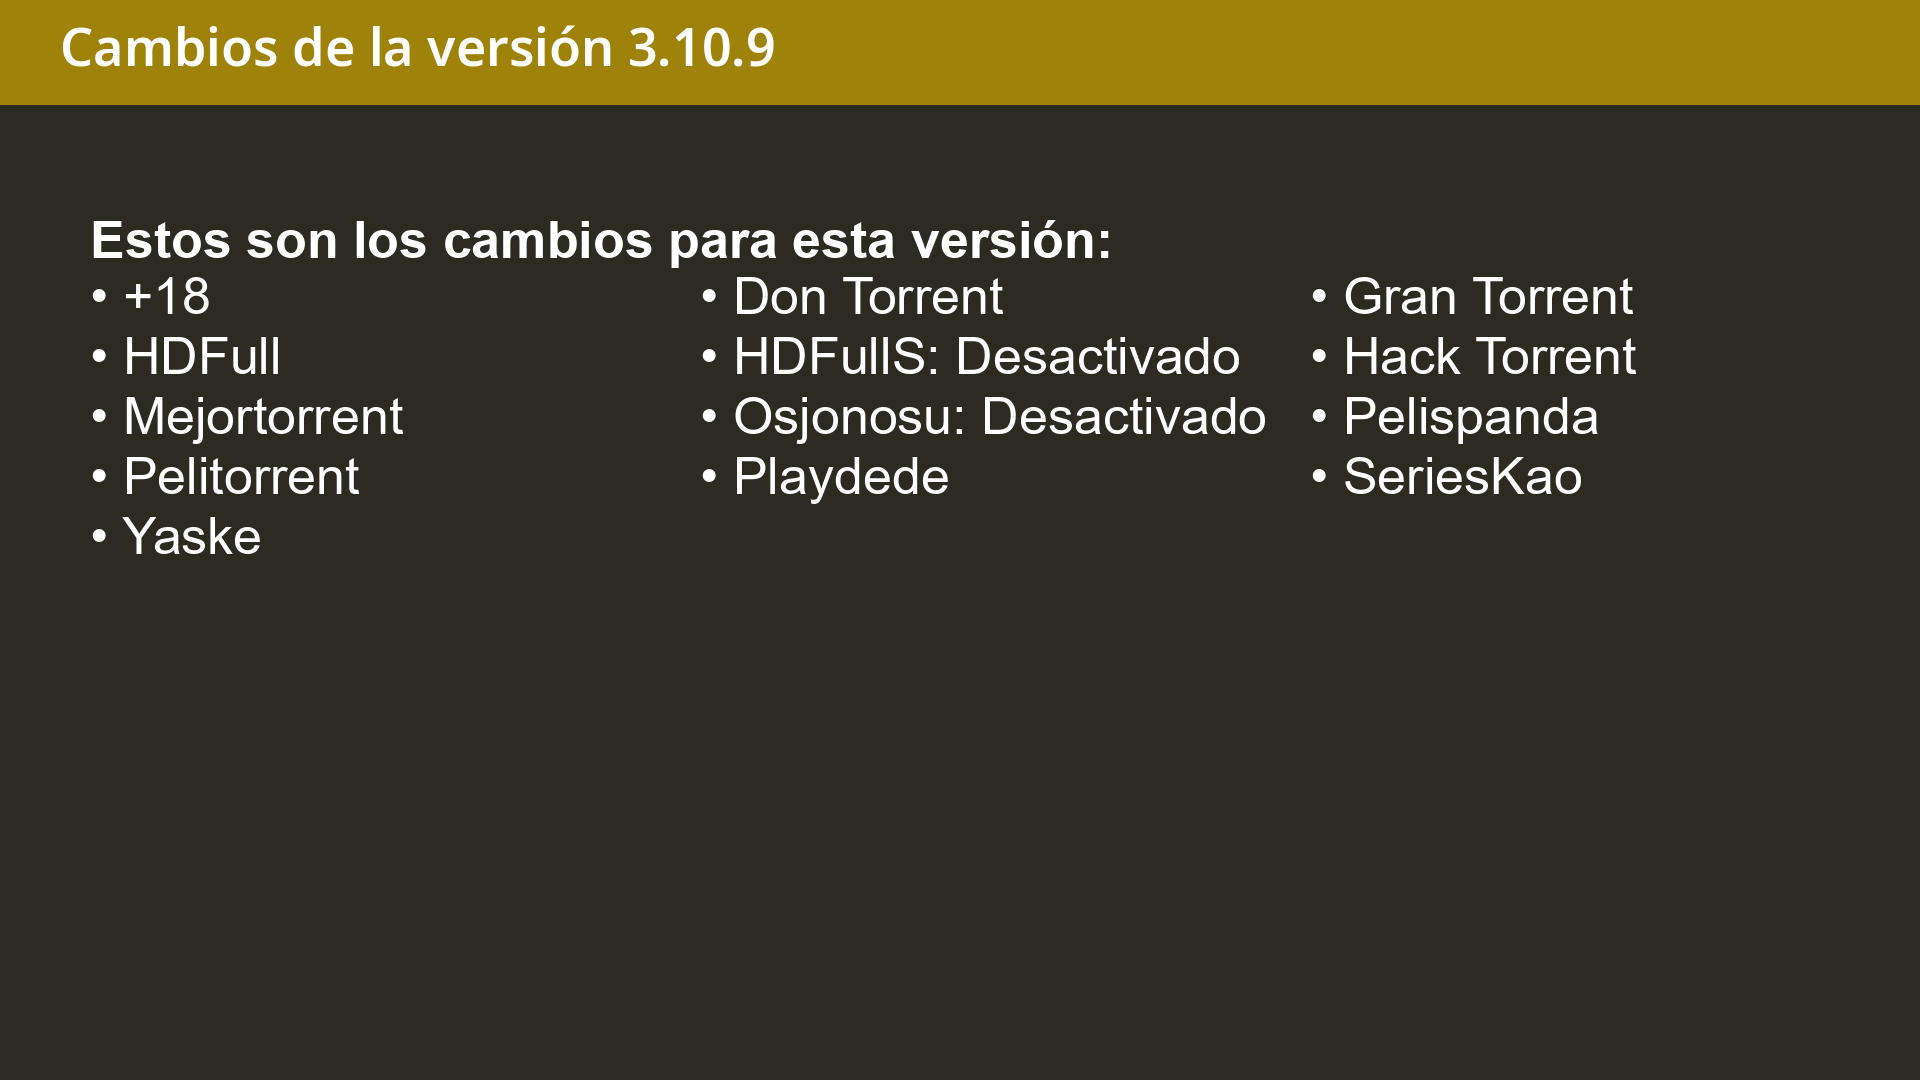 Cambios de la versión 3.10.9
Estos son los cambios para esta versión:
• +18 • Don Torrent • Gran Torrent
• HDFull • HDFullS: Desactivado • Hack Torrent
• Mejortorrent • Osjonosu: Desactivado • Pelispanda
• Pelitorrent • Playdede • SeriesKao
• Yaske